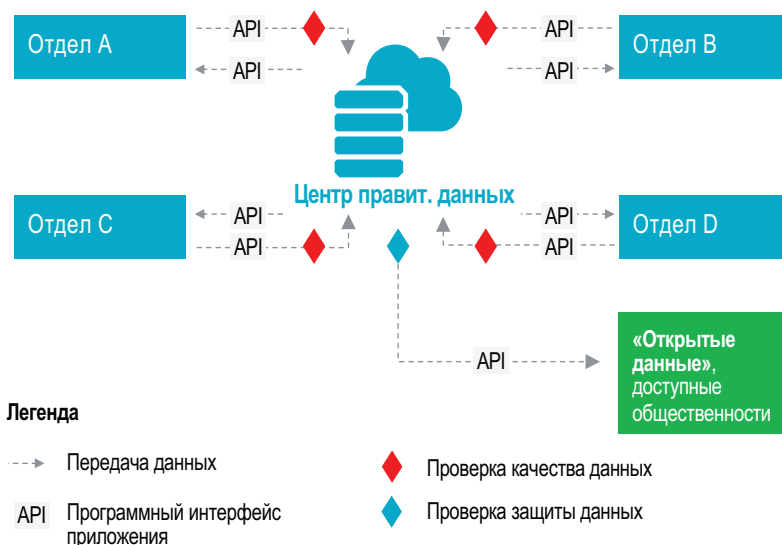 Отдел A
API
API
API
API
Отдел B
Центр правит. данных
Отдел C
API
API
API
API
Отдел D
API
«Открытые
данные»,
доступные
общественности
Легенда
Передача данных
Проверка качества данных
API Программный интерфейс
приложения
Проверка защиты данных